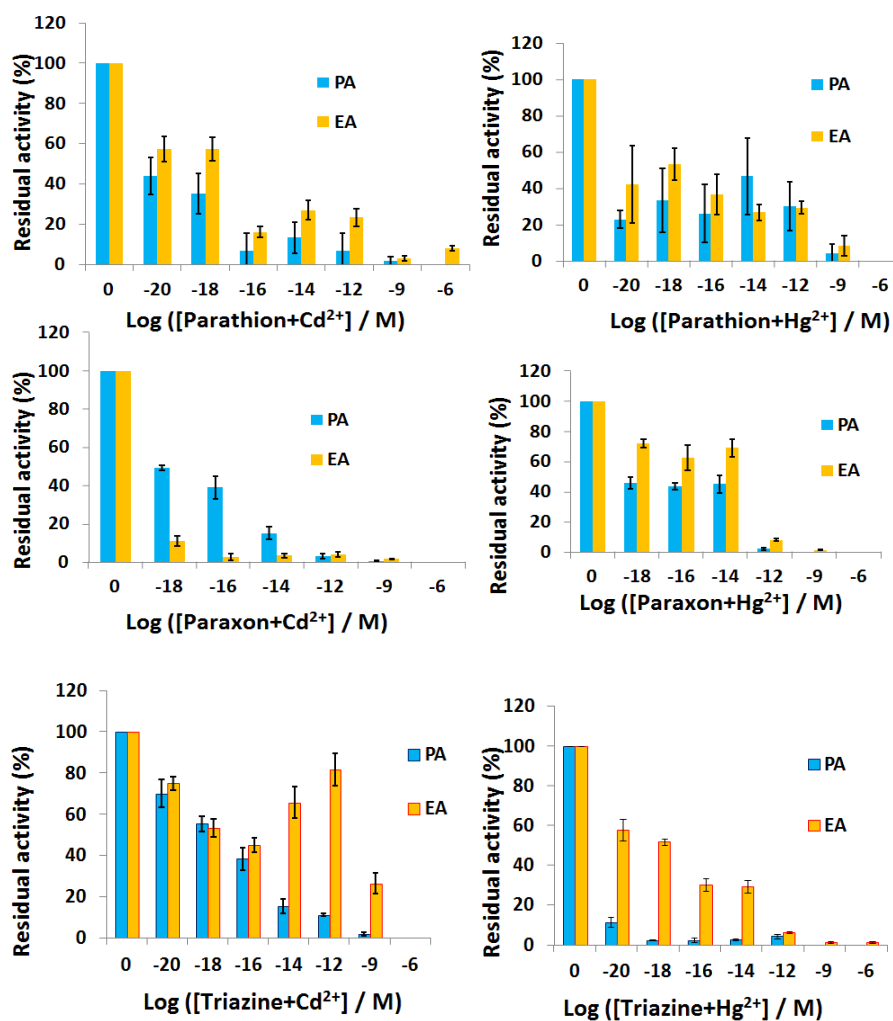 120
100
80
60
40
20
0
Residual activity (%)
PA
EA
0 -20 -18 -16 -14 -12 -9 -6
Log ([Parathion+Cd²⁺] / M)
120
100
80
60
40
20
0
Residual activity (%)
PA
EA
0 -20 -18 -16 -14 -12 -9 -6
Log ([Parathion+Hg²⁺] / M)
120
100
80
60
40
20
0
Residual activity (%)
PA
EA
0 -18 -16 -14 -12 -9 -6
Log ([Paraxon+Cd²⁺] / M)
120
100
80
60
40
20
0
Residual activity (%)
PA
EA
0 -18 -16 -14 -12 -9 -6
Log ([Paraxon+Hg²⁺] / M)
120
100
80
60
40
20
0
Residual activity (%)
PA
EA
0 -20 -18 -16 -14 -12 -9 -6
Log ([Triazine+Cd²⁺] / M)
120
100
80
60
40
20
0
Residual activity (%)
PA
EA
0 -20 -18 -16 -14 -12 -9 -6
Log ([Triazine+Hg²⁺] / M)